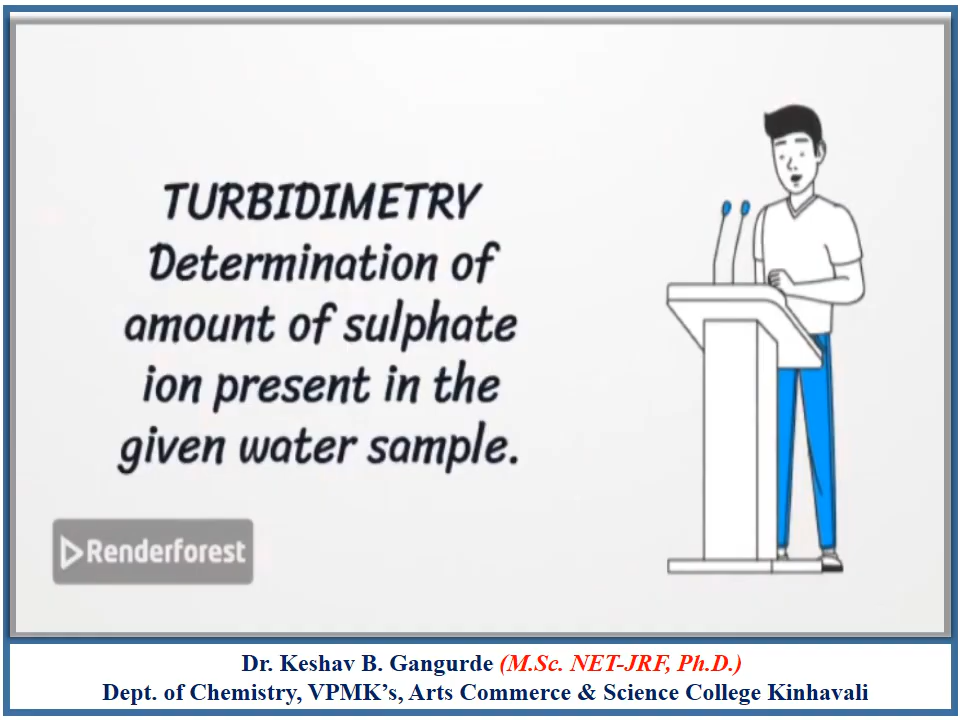 TURBIDIMETRY
Determination of
amount of sulphate
ion present in the
given water sample.
Renderforest
Dr. Keshav B. Gangurde (M.Sc. NET-JRF, Ph.D.)
Dept. of Chemistry, VPMK’s, Arts Commerce & Science College Kinhavali